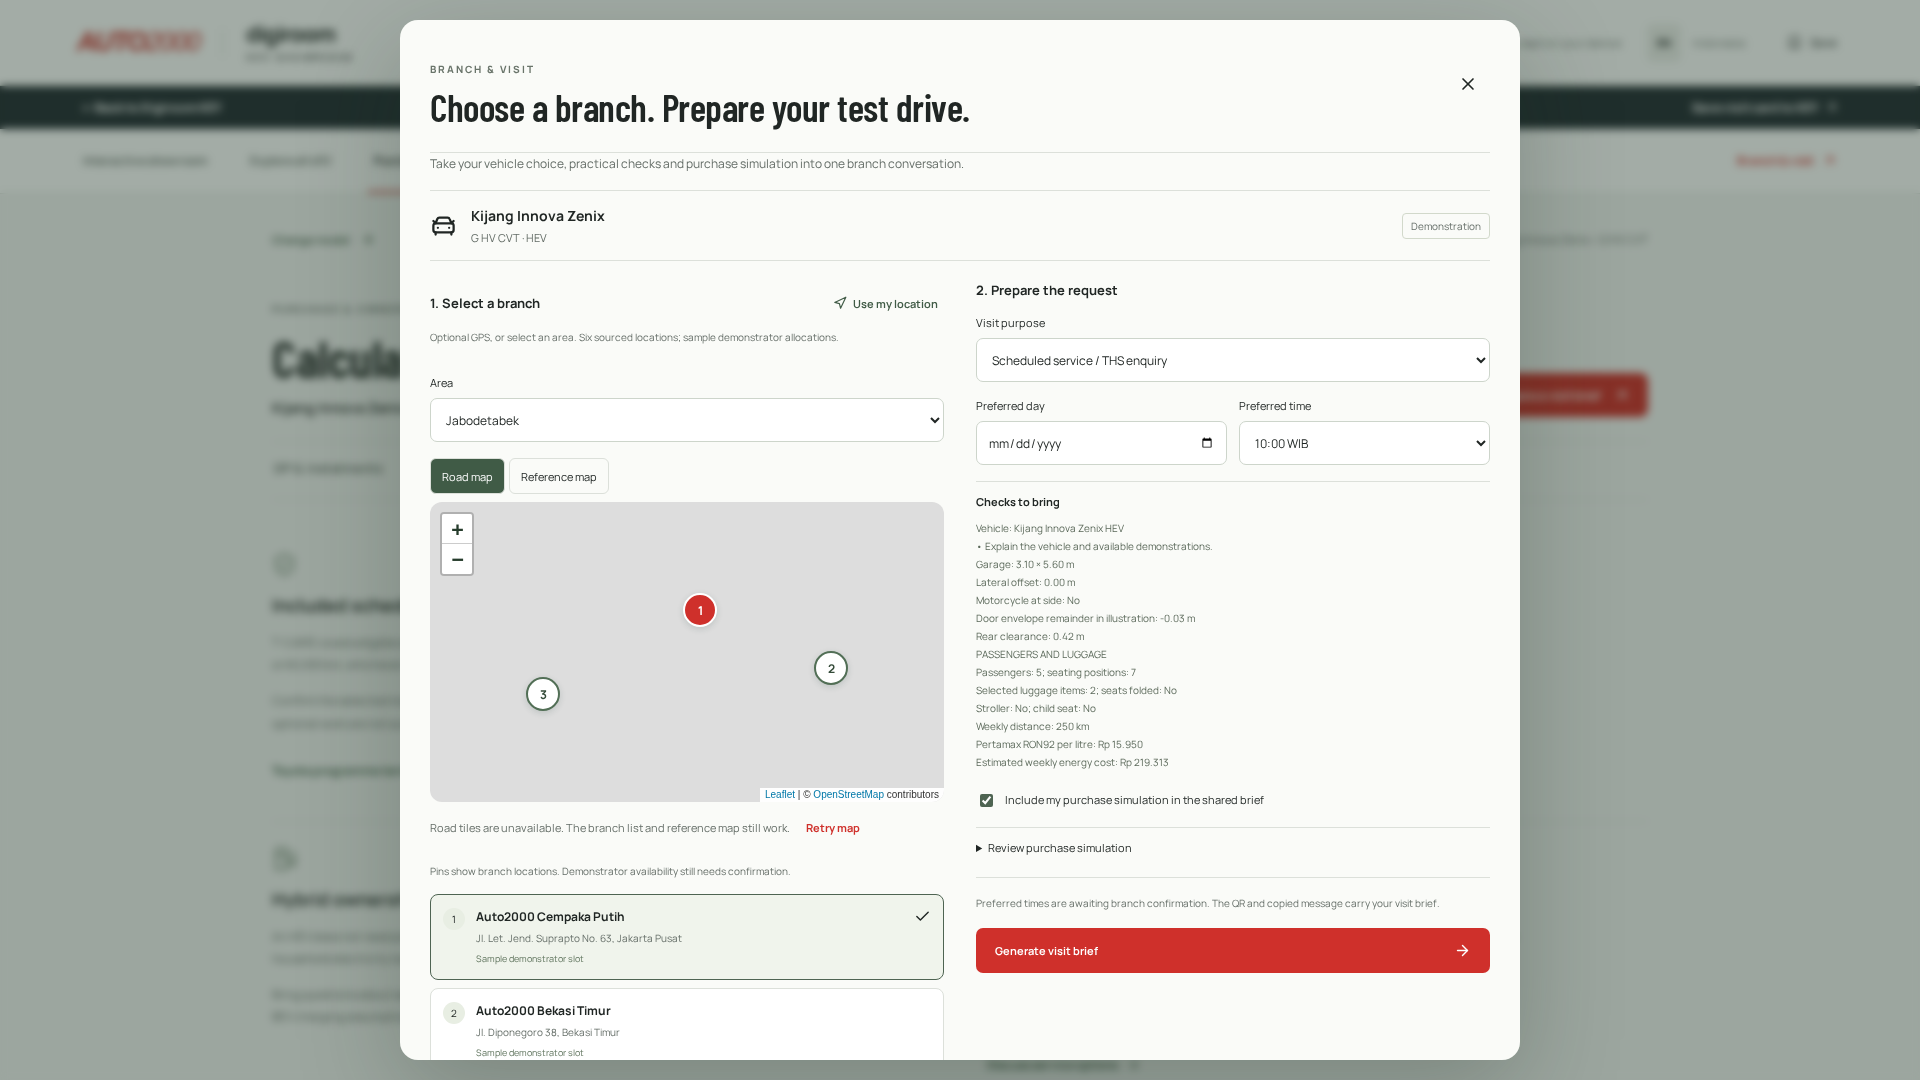 AUTO2000
digiroom
BRANCH & VISIT
Choose a branch. Prepare your test drive.
Take your vehicle choice, practical checks and purchase simulation into one branch conversation.
Kijang Innova Zenix
G HV CVT · HEV
Demonstration
1. Select a branch
Use my location
Optional GPS, or select an area. Six sourced locations; sample demonstrator allocations.
Area
Jabodetabek
Road map
Reference map
+
−
1
2
3
Leaflet | © OpenStreetMap contributors
Road tiles are unavailable. The branch list and reference map still work.
Retry map
Pins show branch locations. Demonstrator availability still needs confirmation.
1
Auto2000 Cempaka Putih
Jl. Let. Jend. Suprapto No. 63, Jakarta Pusat
Sample demonstrator slot
2
Auto2000 Bekasi Timur
Jl. Diponegoro 38, Bekasi Timur
Sample demonstrator slot
2. Prepare the request
Visit purpose
Scheduled service / THS enquiry
Preferred day
Preferred time
mm/dd/yyyy
10:00 WIB
Checks to bring
Vehicle: Kijang Innova Zenix HEV
• Explain the vehicle and available demonstrations.
Garage: 3.10 × 5.60 m
Lateral offset: 0.00 m
Motorcycle at side: No
Door envelope remainder in illustration: -0.03 m
Rear clearance: 0.42 m
PASSENGERS AND LUGGAGE
Passengers: 5; seating positions: 7
Selected luggage items: 2; seats folded: No
Stroller: No; child seat: No
Weekly distance: 250 km
Pertamax RON92 per litre: Rp 15.950
Estimated weekly energy cost: Rp 219.313
Include my purchase simulation in the shared brief
Review purchase simulation
Preferred times are awaiting branch confirmation. The QR and copied message carry your visit brief.
Generate visit brief